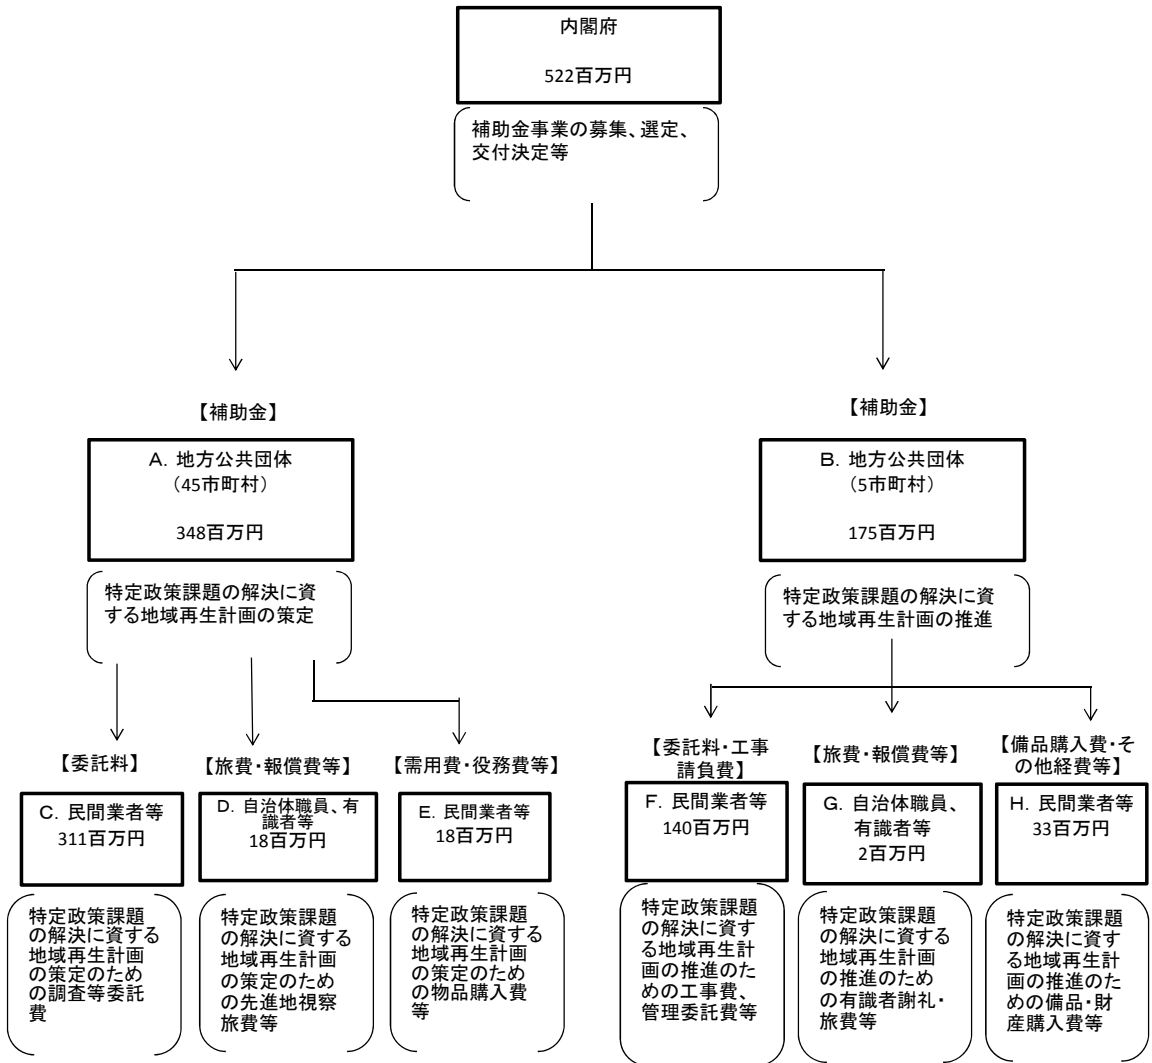 内閣府
522百万円
補助金事業の募集、選定、
交付決定等
【補助金】
A. 地方公共団体
（45市町村）
348百万円
特定政策課題の解決に資
する地域再生計画の策定
【補助金】
B. 地方公共団体
（5市町村）
175百万円
特定政策課題の解決に資
する地域再生計画の推進
【委託料】
C. 民間業者等
311百万円
特定政策課題
の解決に資する
地域再生計画
の策定のため
の調査等委託
費
【旅費・報償費等】
D. 自治体職員、有
識者等
18百万円
特定政策課題
の解決に資する
地域再生計画
の策定のため
の先進地視察
旅費等
【需用費・役務費等】
E. 民間業者等
18百万円
特定政策課題
の解決に資する
地域再生計画
の策定のため
の物品購入費
等
【委託料・工事
請負費】
F. 民間業者等
140百万円
特定政策課題
の解決に資す
る地域再生計
画の推進のた
めの工事費、
管理委託費等
【旅費・報償費等】
G. 自治体職員、
有識者等
2百万円
特定政策課題
の解決に資する
地域再生計画
の推進のため
の有識者謝礼・
旅費等
【備品購入費・そ
の他経費等】
H. 民間業者等
33百万円
特定政策課題
の解決に資す
る地域再生計
画の推進のた
めの備品・財
産購入費等